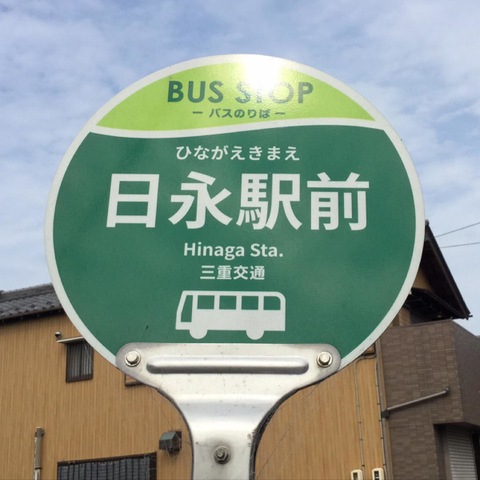 BUS STOP
ー バスのりば ー
ひながえきまえ
日永駅前
Hinaga Sta.
三重交通